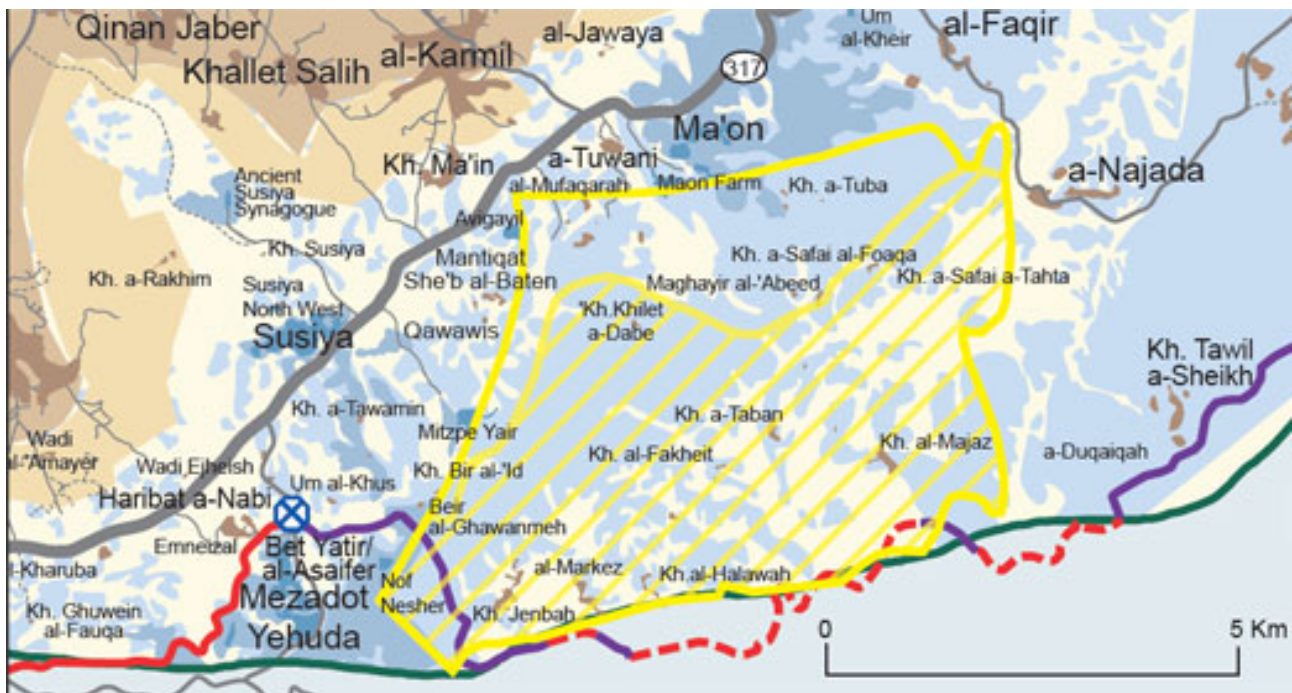 Qinan Jaber
Khallet Salih
al-Karmil
al-Jawaya
Um
al-Kheir
al-Faqir
317
Ma'on
Kh. Ma'in
a-Tuwani
al-Mufaqarah
Maon Farm
Kh. a-Tuba
a-Najada
Ancient
Susiya
Synagogue
Avigayil
Kh. Susiya
Mantiqat
She'b al-Baten
Kh. a-Safai al-Foaqa
Kh. a-Safai a-Tahta
Kh. a-Rakhim
Susiya
North West
Maghayir al-'Abeed
'Kh.Khilet
a-Dabe
Susiya
Qawawis
Kh. Tawil
a-Sheikh
Kh. a-Tawamin
Mitzpe Yair
Kh. a-Taban
Wadi
al-'Amayer
Wadi Ejheish
Kh. Bir al-'Id
Kh. al-Fakheit
Kh. al-Majaz
a-Duqaiqah
Haribat a-Nabi
Um al-Khus
Beir
al-Ghawanmeh
Emneizal
Bet Yatir/
al-Asaifer
Mezadot
Yehuda
l-Kharuba
Nof
Nesher
al-Markez
Kh.al-Halawah
Kh. Ghuwein
al-Fauqa
Kh. Jenbah
0
5 Km